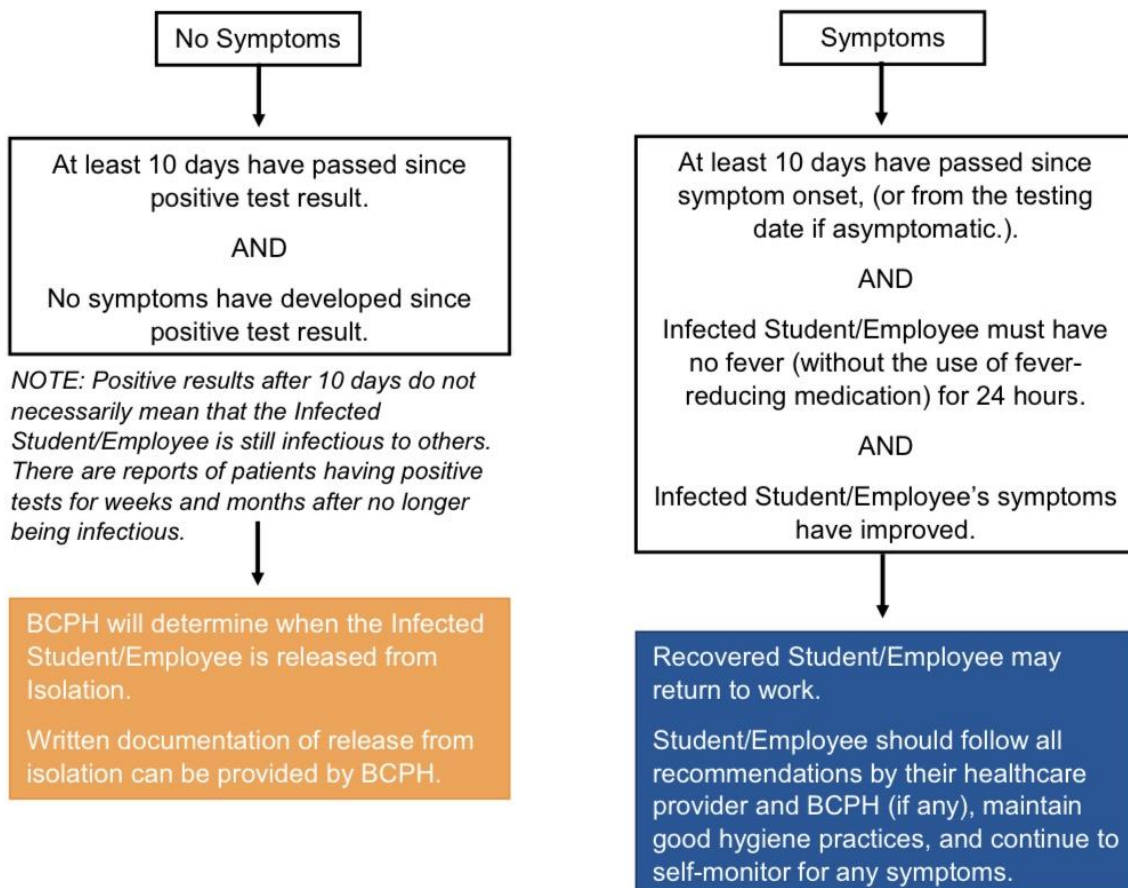 No Symptoms
At least 10 days have passed since
positive test result.
AND
No symptoms have developed since
positive test result.
NOTE: Positive results after 10 days do not
necessarily mean that the Infected
Student/Employee is still infectious to others.
There are reports of patients having positive
tests for weeks and months after no longer
being infectious.
BCPH will determine when the Infected
Student/Employee is released from
Isolation.
Written documentation of release from
isolation can be provided by BCPH.
Symptoms
At least 10 days have passed since
symptom onset, (or from the testing
date if asymptomatic.).
AND
Infected Student/Employee must have
no fever (without the use of fever-
reducing medication) for 24 hours.
AND
Infected Student/Employee’s symptoms
have improved.
Recovered Student/Employee may
return to work.
Student/Employee should follow all
recommendations by their healthcare
provider and BCPH (if any), maintain
good hygiene practices, and continue to
self-monitor for any symptoms.